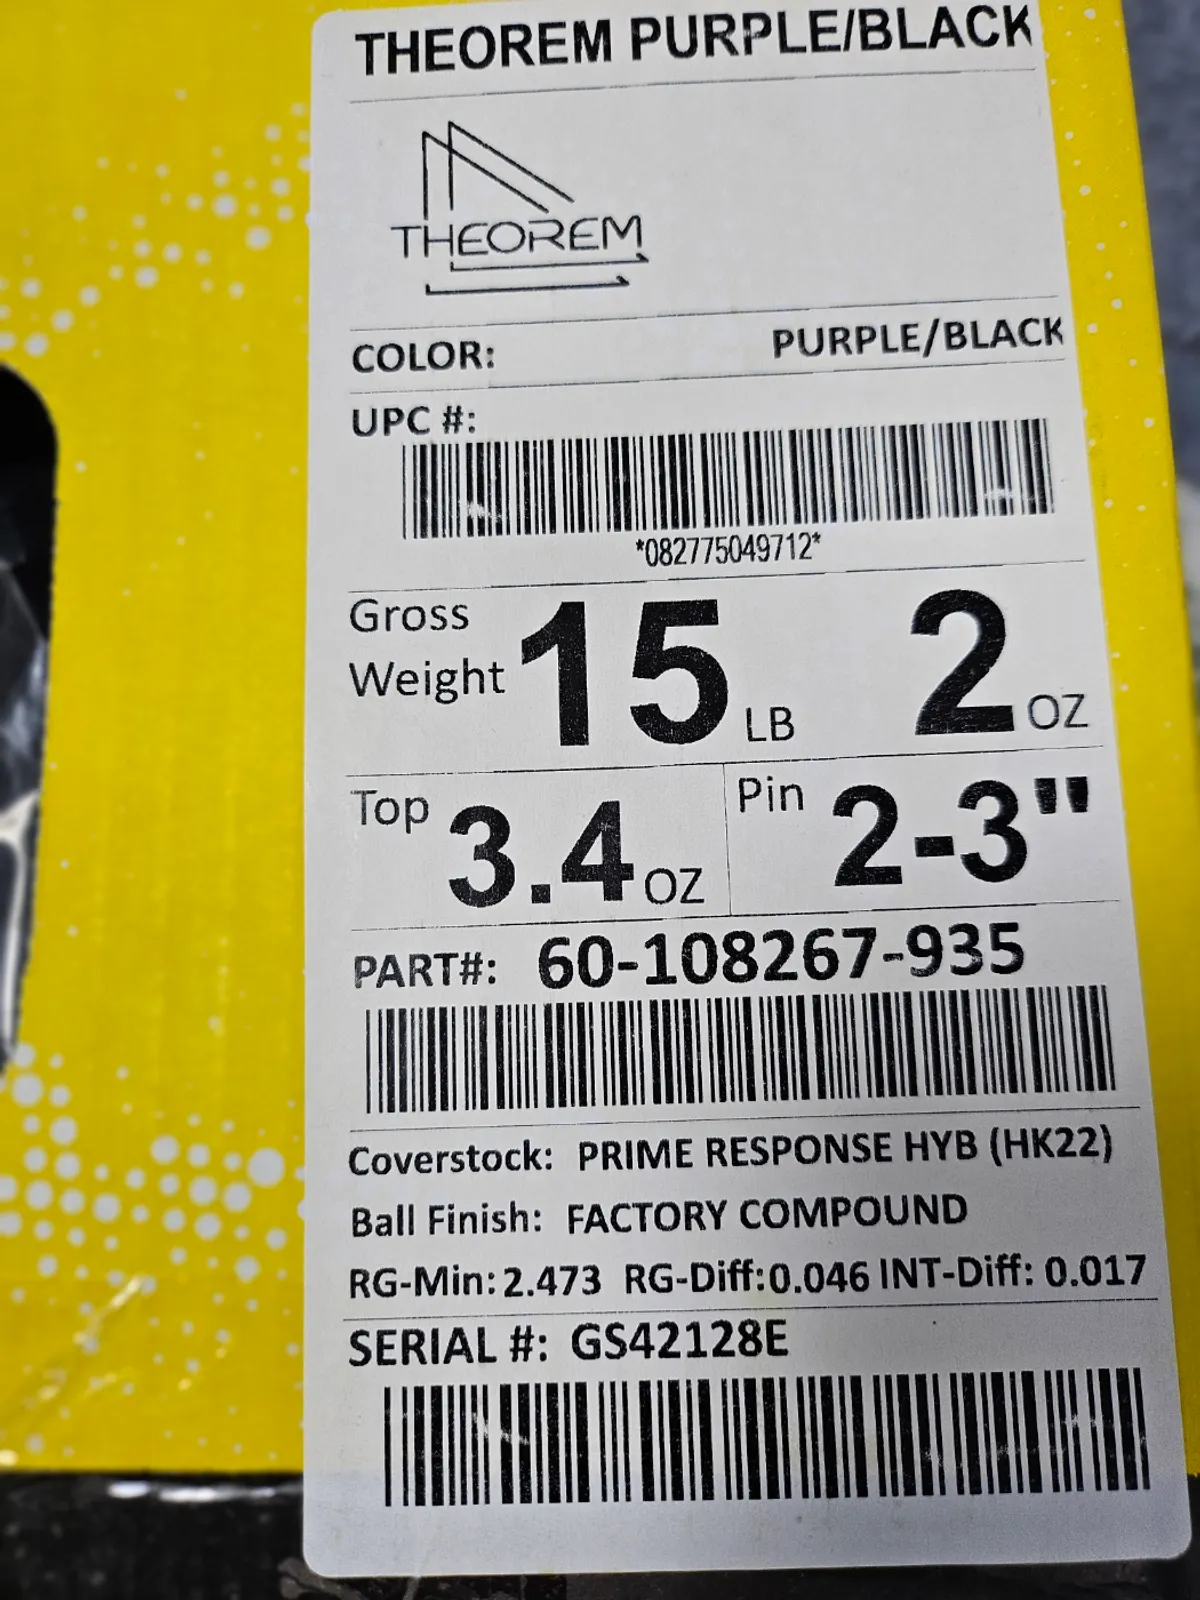 THEOREM PURPLE/BLACK
THEOREM
COLOR: PURPLE/BLACK
UPC #:
*082775049712*
Gross Weight 15 LB 2 OZ
Top 3.4 OZ Pin 2-3"
PART#: 60-108267-935
Coverstock: PRIME RESPONSE HYB (HK22)
Ball Finish: FACTORY COMPOUND
RG-Min: 2.473 RG-Diff: 0.046 INT-Diff: 0.017
SERIAL #: GS42128E